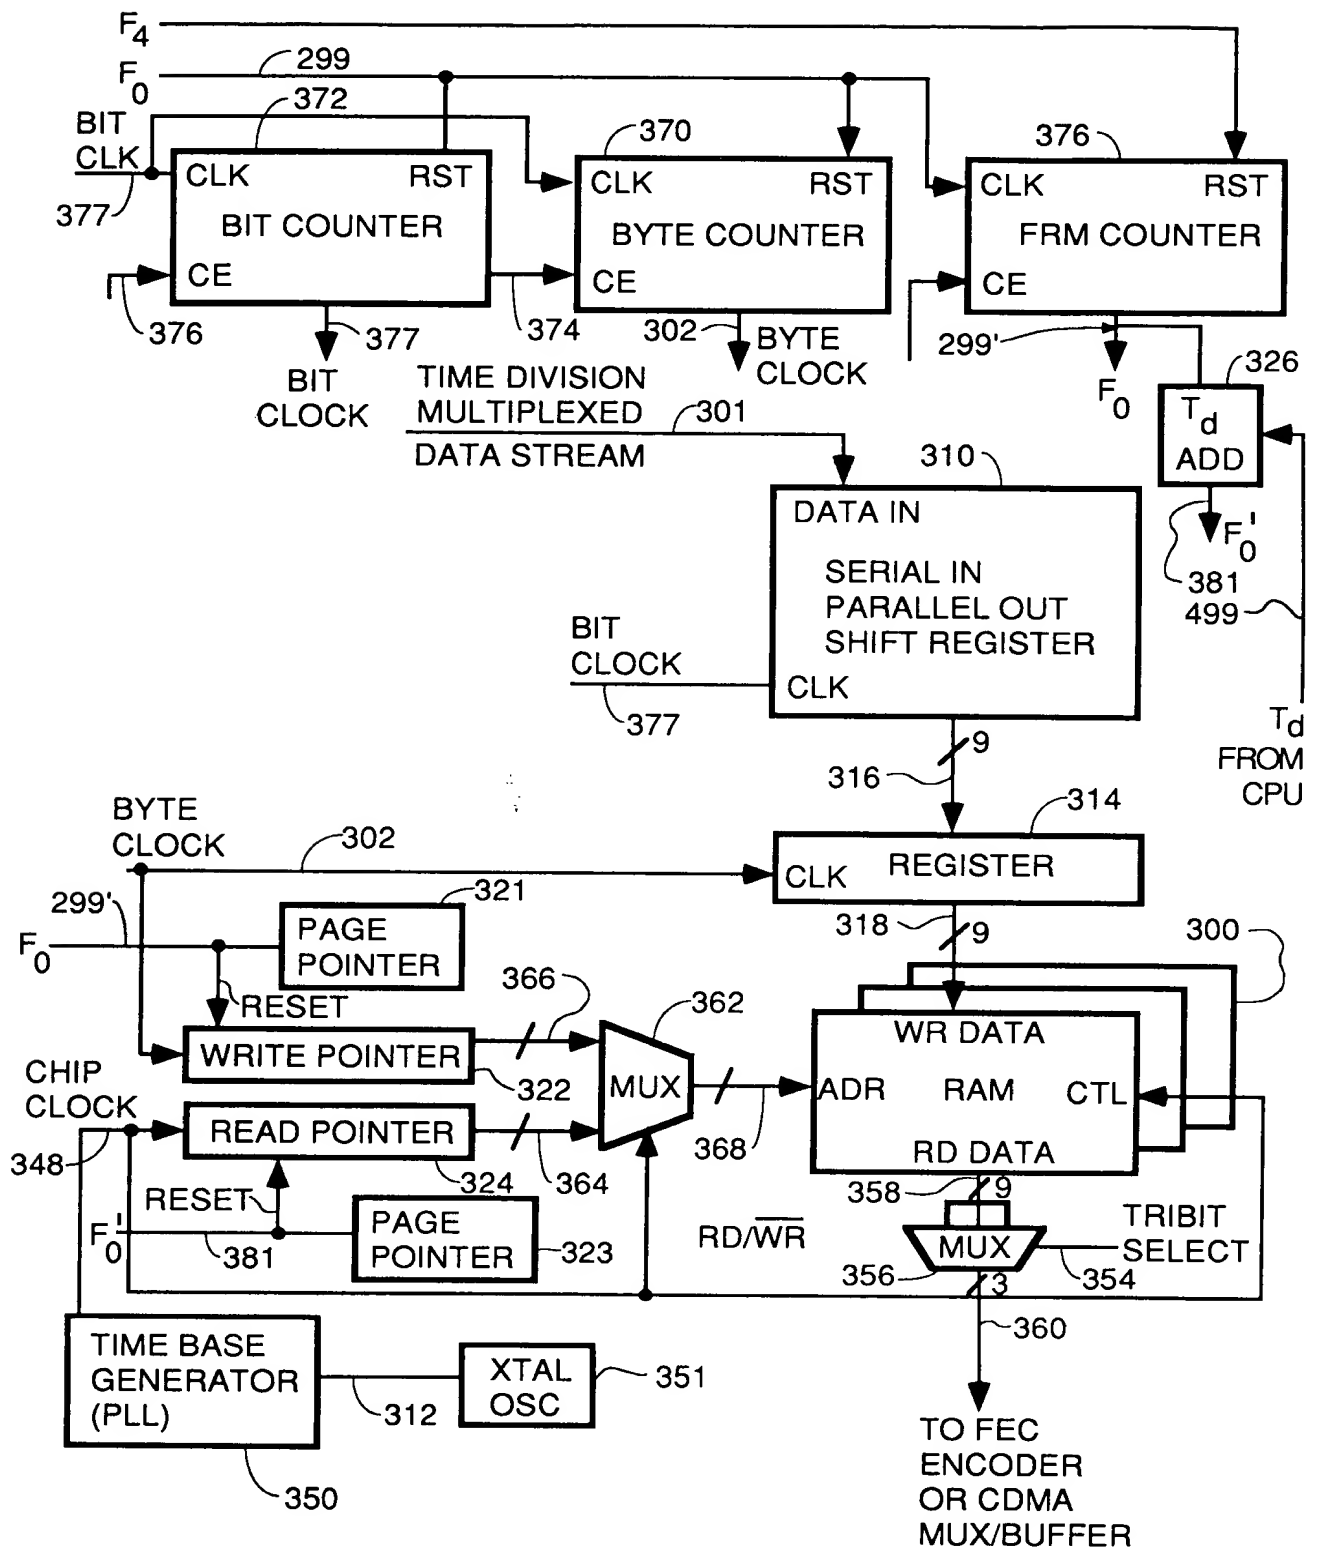 F4
F0
299
372
BIT
CLK
377
CLK
RST
BIT COUNTER
CE
376
377
BIT
CLOCK
374
370
CLK
RST
BYTE COUNTER
CE
302
BYTE
CLOCK
376
CLK
RST
FRM COUNTER
CE
299'
F0
326
Td
ADD
F0'
381
499
Td
FROM
CPU
TIME DIVISION
MULTIPLEXED
301
DATA STREAM
310
DATA IN
SERIAL IN
PARALLEL OUT
SHIFT REGISTER
BIT
CLOCK
377
CLK
9
316
314
BYTE
CLOCK
302
CLK
REGISTER
318
9
300
299'
F0
321
PAGE
POINTER
RESET
366
362
WRITE POINTER
322
CHIP
CLOCK
348
READ POINTER
324
364
MUX
368
WR DATA
ADR
RAM
CTL
RD DATA
RESET
F0'
381
PAGE
POINTER
323
RD/WR
358
9
MUX
TRIBIT
SELECT
356
354
3
360
TIME BASE
GENERATOR
(PLL)
312
XTAL
OSC
351
350
TO FEC
ENCODER
OR CDMA
MUX/BUFFER